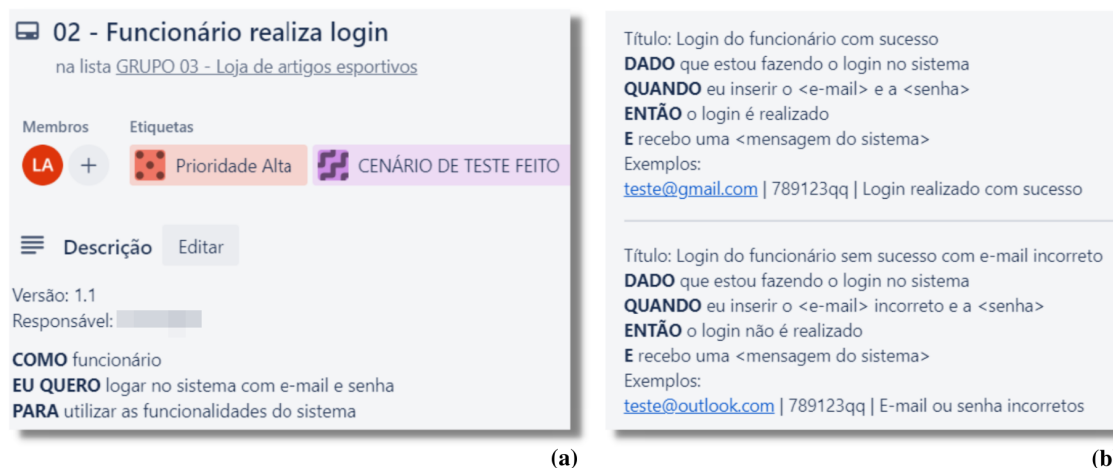 02 - Funcionário realiza login
na lista GRUPO 03 - Loja de artigos esportivos
Membros Etiquetas
LA + Prioridade Alta CENÁRIO DE TESTE FEITO
Descrição Editar
Versão: 1.1
Responsável:
COMO funcionário
EU QUERO logar no sistema com e-mail e senha
PARA utilizar as funcionalidades do sistema
(a)
Título: Login do funcionário com sucesso
DADO que estou fazendo o login no sistema
QUANDO eu inserir o <e-mail> e a <senha>
ENTÃO o login é realizado
E recebo uma <mensagem do sistema>
Exemplos:
teste@gmail.com | 789123qq | Login realizado com sucesso
Título: Login do funcionário sem sucesso com e-mail incorreto
DADO que estou fazendo o login no sistema
QUANDO eu inserir o <e-mail> incorreto e a <senha>
ENTÃO o login não é realizado
E recebo uma <mensagem do sistema>
Exemplos:
teste@outlook.com | 789123qq | E-mail ou senha incorretos
(b